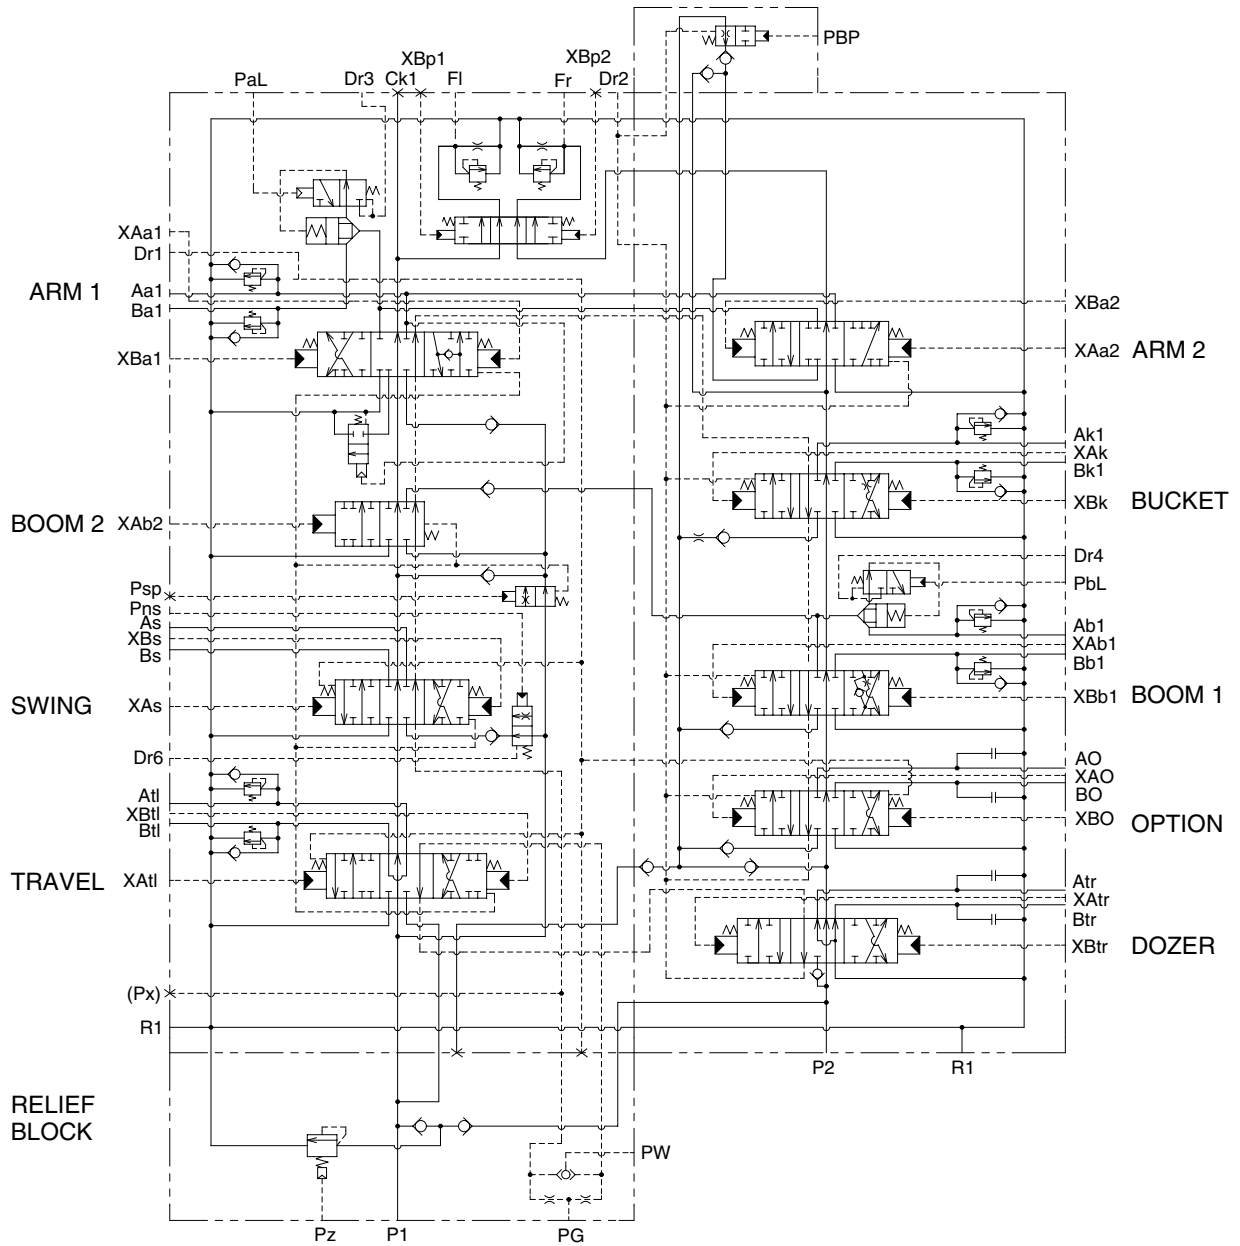 PBP
XBp1
XBp2
PaL
Dr3
Ck1
Fl
Fr
Dr2
XAa1
Dr1
ARM 1
Aa1
Ba1
XBa1
XBa2
XAa2
ARM 2
Ak1
XAk
Bk1
XBk
BUCKET
BOOM 2
XAb2
Dr4
PbL
Psp
Pns
As
XBs
Bs
Ab1
XAb1
Bb1
XBb1
BOOM 1
SWING
XAs
Dr6
AO
XAO
BO
XBO
OPTION
Atl
XBtl
Btl
TRAVEL
XAtl
Atr
XAtr
Btr
XBtr
DOZER
(Px)
R1
P2
R1
RELIEF
BLOCK
PW
Pz
P1
PG